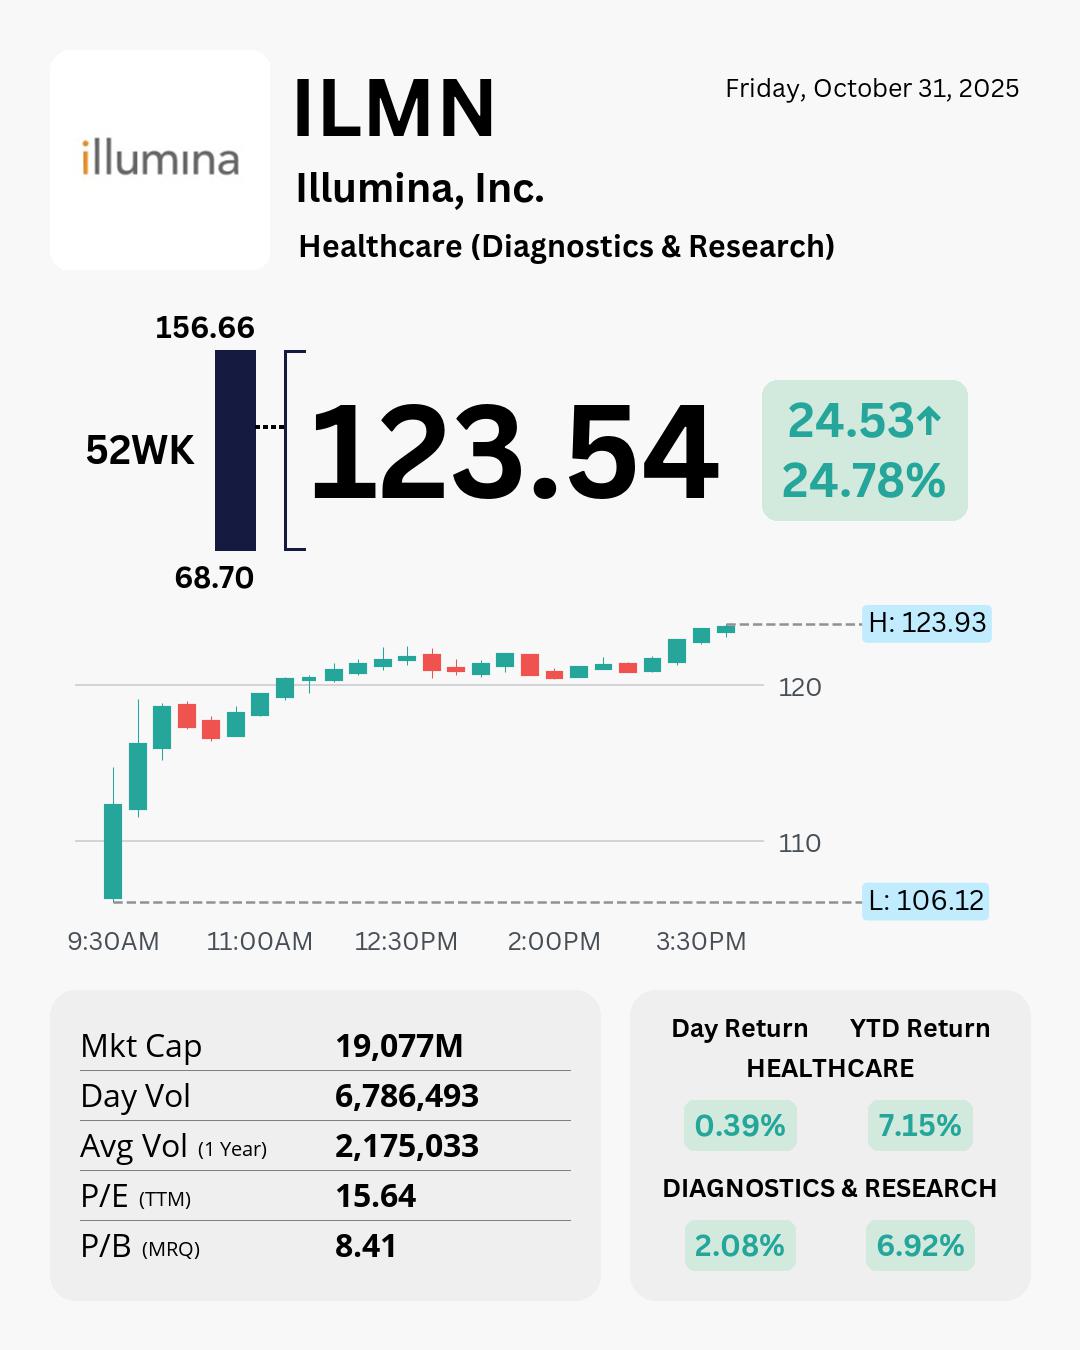 illumina
ILMN
Friday, October 31, 2025
Illumina, Inc.
Healthcare (Diagnostics & Research)
156.66
52WK
123.54
24.53↑
24.78%
68.70
H: 123.93
120
110
L: 106.12
9:30AM 11:00AM 12:30PM 2:00PM 3:30PM
Mkt Cap 19,077M
Day Vol 6,786,493
Avg Vol (1 Year) 2,175,033
P/E (TTM) 15.64
P/B (MRQ) 8.41
Day Return YTD Return
HEALTHCARE
0.39% 7.15%
DIAGNOSTICS & RESEARCH
2.08% 6.92%